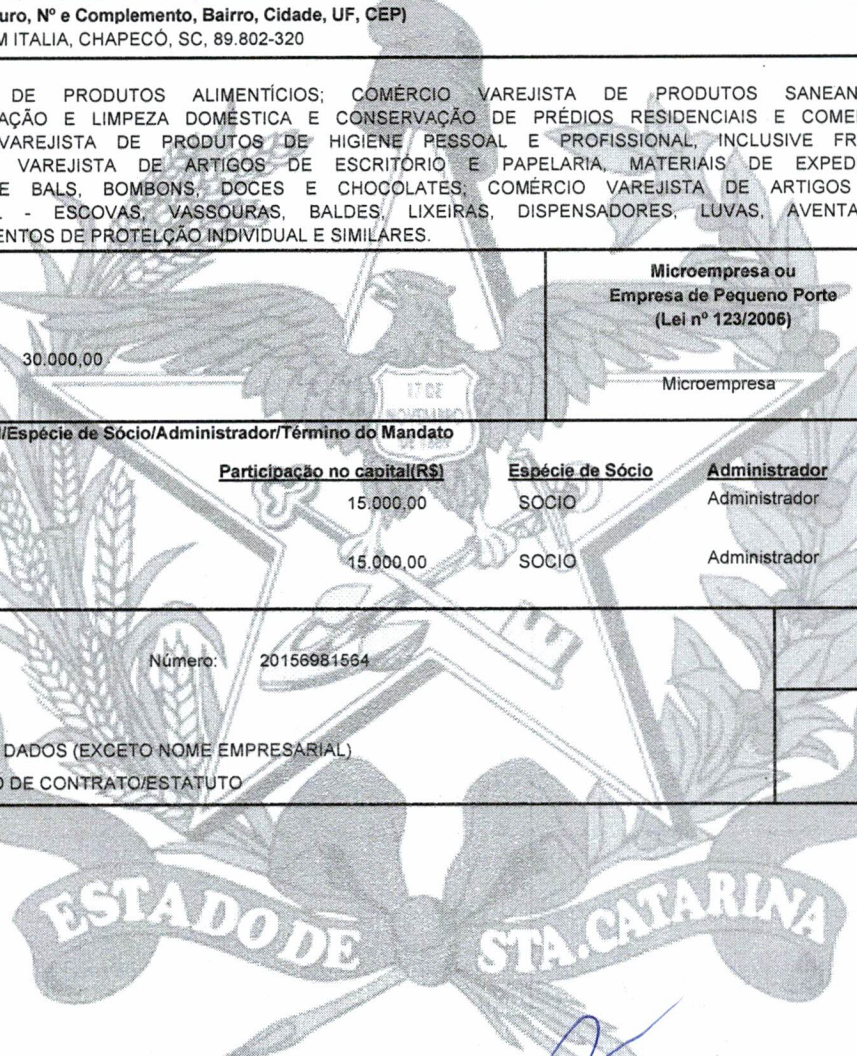 uro, Nº e Complemento, Bairro, Cidade, UF, CEP)
M ITALIA, CHAPECÓ, SC, 89.802-320
DE PRODUTOS ALIMENTÍCIOS; COMÉRCIO VAREJISTA DE PRODUTOS SANEAN
AÇÃO E LIMPEZA DOMÉSTICA E CONSERVAÇÃO DE PRÉDIOS RESIDENCIAIS E COME
VAREJISTA DE PRODUTOS DE HIGIENE PESSOAL E PROFISSIONAL, INCLUSIVE FR
VAREJISTA DE ARTIGOS DE ESCRITÓRIO E PAPELARIA, MATERIAIS DE EXPED
E BALS, BOMBONS, DOCES E CHOCOLATES; COMÉRCIO VAREJISTA DE ARTIGOS
L - ESCOVAS, VASSOURAS, BALDES, LIXEIRAS, DISPENSADORES, LUVAS, AVENTA
ENTOS DE PROTELÇÃO INDIVIDUAL E SIMILARES.
Microempresa ou
Empresa de Pequeno Porte
(Lei nº 123/2006)
30.000,00
Microempresa
17 DE
NOVEMBRO
DE 1889
l/Espécie de Sócio/Administrador/Término do Mandato
Participação no capital(R$) Espécie de Sócio Administrador
15.000,00 SOCIO Administrador
15.000,00 SOCIO Administrador
Número: 20156981564
DADOS (EXCETO NOME EMPRESARIAL)
O DE CONTRATO/ESTATUTO
ESTADO DE STA. CATARINA